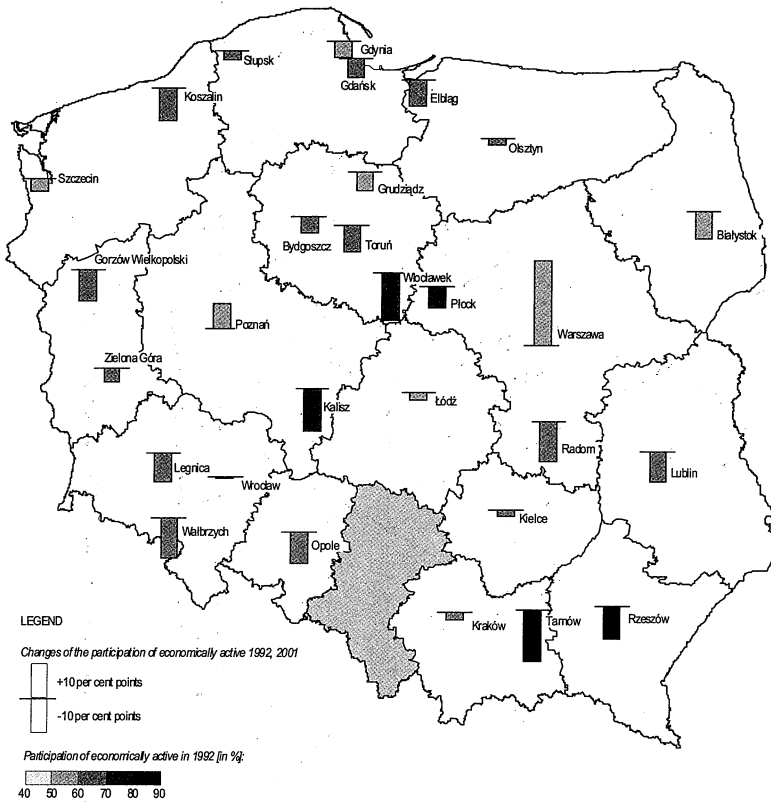 Gdynia
Słupsk
Gdańsk
Koszalin
Elbląg
Olsztyn
Szczecin
Grudziądz
Bydgoszcz
Toruń
Białystok
Gorzów Wielkopolski
Włocławek
Płock
Poznań
Warszawa
Zielona Góra
Kalisz
Łódź
Radom
Legnica
Wrocław
Lublin
Kielce
Wałbrzych
Opole
LEGEND
Kraków
Tarnów
Rzeszów
Changes of the participation of economically active 1992, 2001
+10 per cent points
-10 per cent points
Participation of economically active in 1992 [in %]:
40 50 60 70 80 90